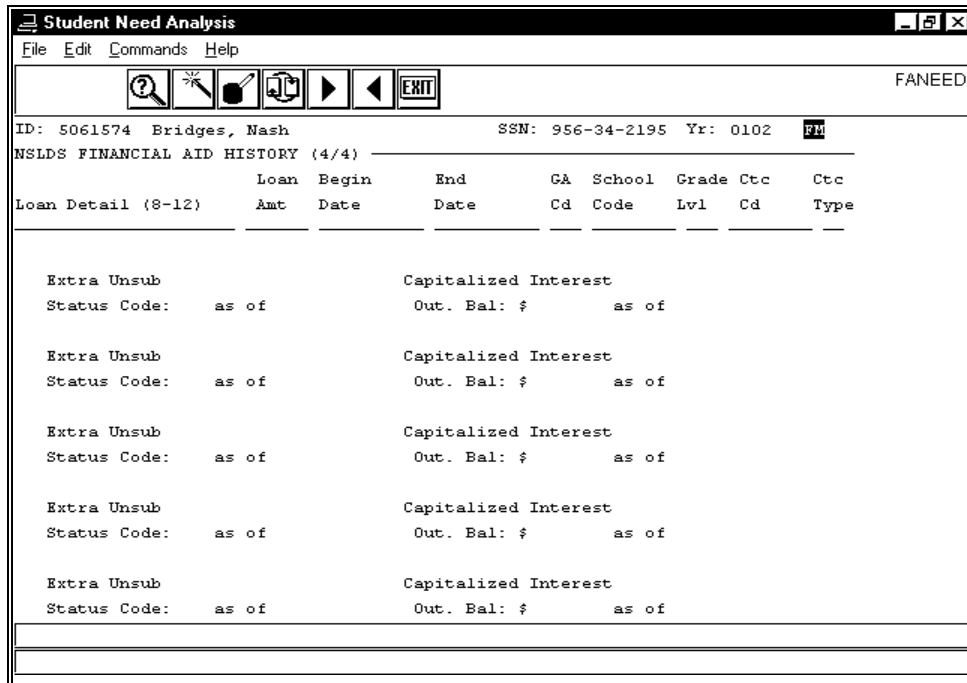 Student Need Analysis
File Edit Commands Help
EXIT
FANEED
ID: 5061574 Bridges, Nash SSN: 956-34-2195 Yr: 0102 FM
NSLDS FINANCIAL AID HISTORY (4/4)
Loan Begin End GA School Grade Ctc Ctc
Loan Detail (8-12) Amt Date Date Cd Code Lvl Cd Type
Extra Unsub Capitalized Interest
Status Code: as of Out. Bal: $ as of
Extra Unsub Capitalized Interest
Status Code: as of Out. Bal: $ as of
Extra Unsub Capitalized Interest
Status Code: as of Out. Bal: $ as of
Extra Unsub Capitalized Interest
Status Code: as of Out. Bal: $ as of
Extra Unsub Capitalized Interest
Status Code: as of Out. Bal: $ as of